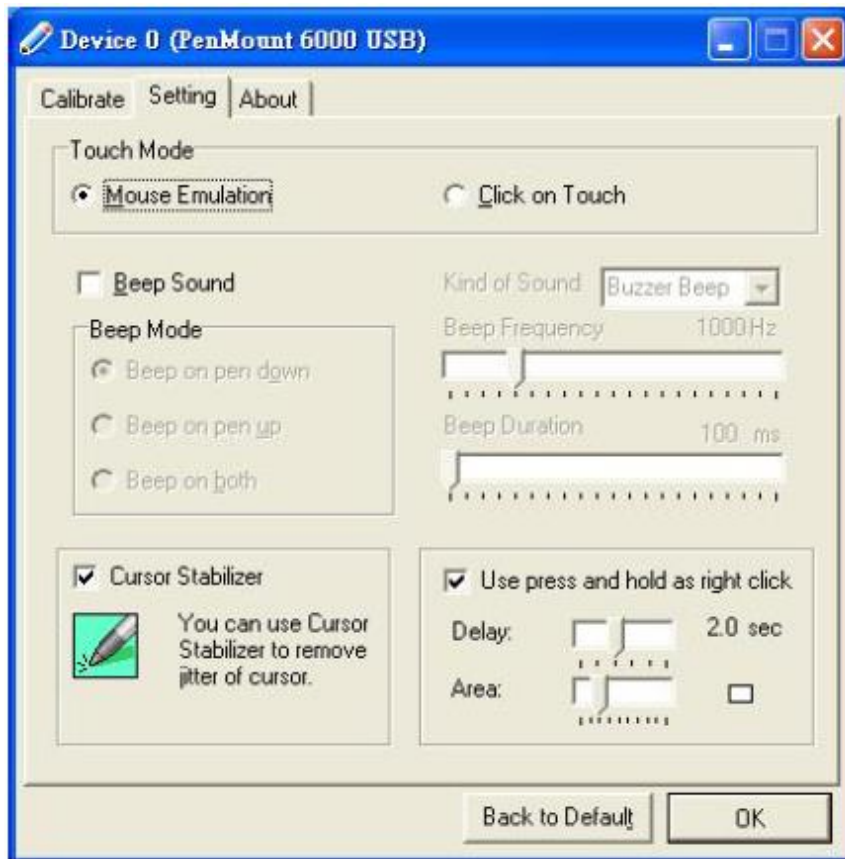 Device 0 (PenMount 6000 USB)
Calibrate Setting About
Touch Mode
Mouse Emulation Click on Touch
Beep Sound Kind of Sound Buzzer Beep
Beep Mode Beep Frequency 1000 Hz
Beep on pen down
Beep on pen up Beep Duration 100 ms
Beep on both
Cursor Stabilizer
You can use Cursor
Stabilizer to remove
jitter of cursor.
Use press and hold as right click
Delay: 2.0 sec
Area:
Back to Default OK